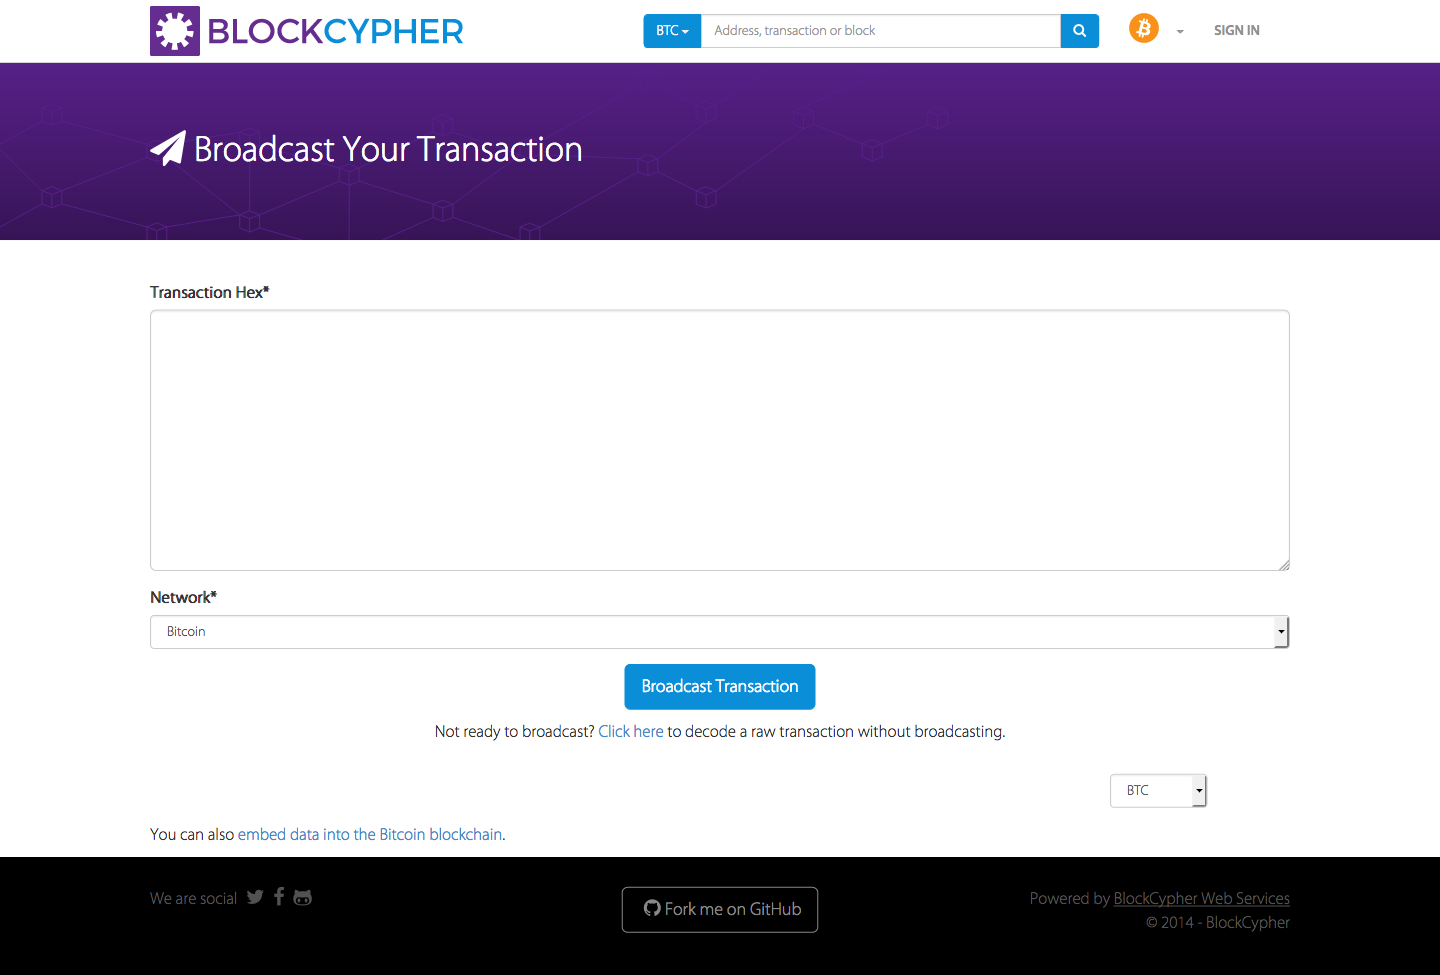 BLOCKCYPHER
BTC
Address, transaction or block
SIGN IN
Broadcast Your Transaction
Transaction Hex*
Network*
Bitcoin
Broadcast Transaction
Not ready to broadcast? Click here to decode a raw transaction without broadcasting.
BTC
You can also embed data into the Bitcoin blockchain.
We are social
Fork me on GitHub
Powered by BlockCypher Web Services
© 2014 - BlockCypher